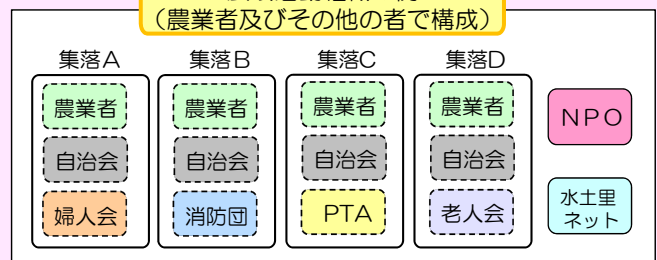 （農業者及びその他の者で構成）
集落A 集落B 集落C 集落D
農業者 農業者 農業者 農業者
NPO
自治会 自治会 自治会 自治会
婦人会 消防団 PTA 老人会
水土里
ネット